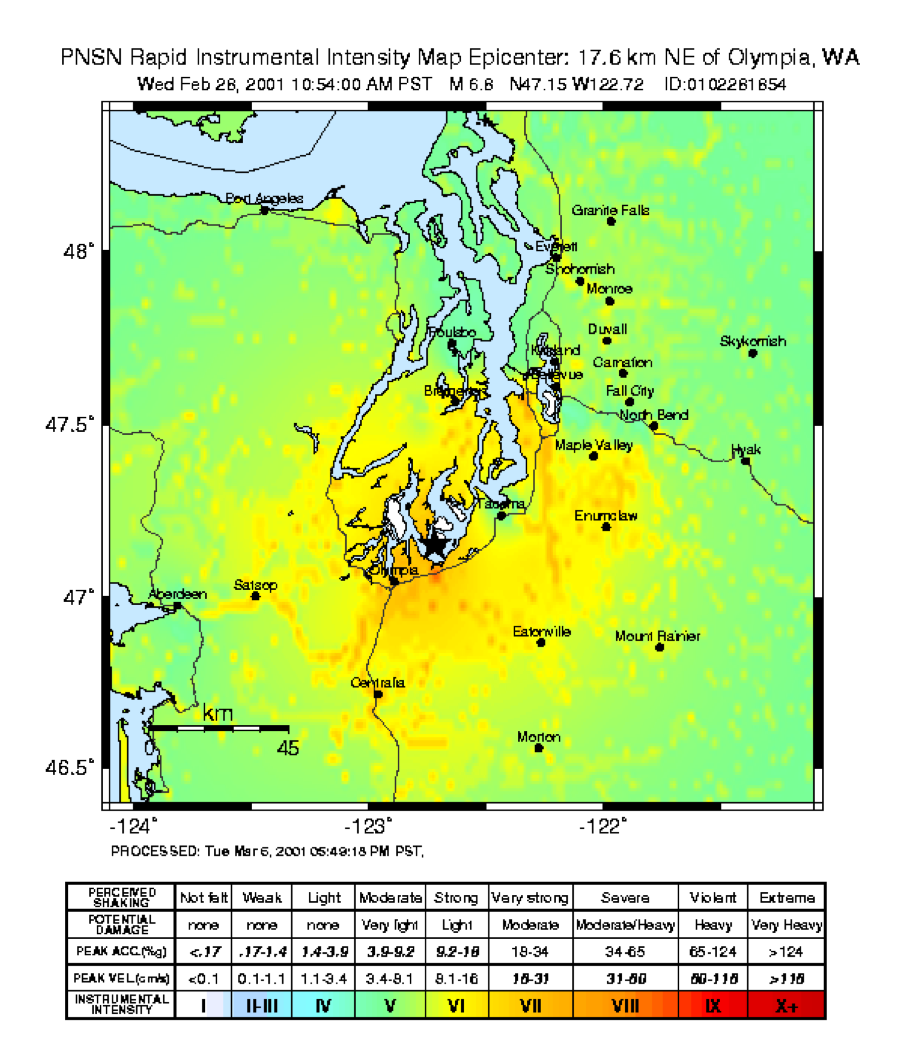 PNSN Rapid Instrumental Intensity Map Epicenter: 17.6 km NE of Olympia, WA
Wed Feb 28, 2001 10:54:00 AM PST M 6.8 N47.15 W122.72 ID:0102281854
Port Angeles
Granite Falls
48°
Everett
Snohomish
Monroe
Duvall
Poulsbo
Skykomish
Kirkland
Carnation
Bellevue
Bremerton
Fall City
North Bend
47.5°
Maple Valley
Hyak
Tacoma
Enumclaw
Olympia
Satsop
47°
Aberdeen
Eatonville
Mount Rainier
Centralia
km
0 45
Morton
46.5°
-124° -123° -122°
PROCESSED: Tue Mar 6, 2001 05:49:18 PM PST,
PERCEIVED SHAKING Not felt Weak Light Moderate Strong Very strong Severe Violent Extreme
POTENTIAL DAMAGE none none none Very light Light Moderate Moderate/Heavy Heavy Very Heavy
PEAK ACC.(%g) <.17 .17-1.4 1.4-3.9 3.9-9.2 9.2-18 18-34 34-65 65-124 >124
PEAK VEL.(cm/s) <0.1 0.1-1.1 1.1-3.4 3.4-8.1 8.1-16 16-31 31-60 60-116 >116
INSTRUMENTAL INTENSITY I II-III IV V VI VII VIII IX X+